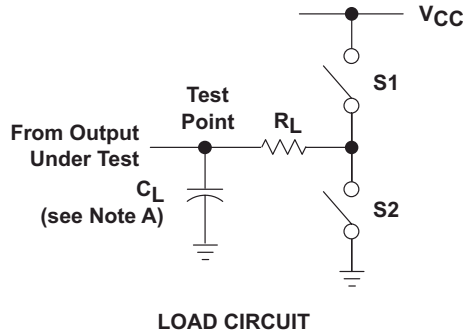 VCC
S1
Test
Point
RL
From Output
Under Test
CL
(see Note A)
S2
LOAD CIRCUIT